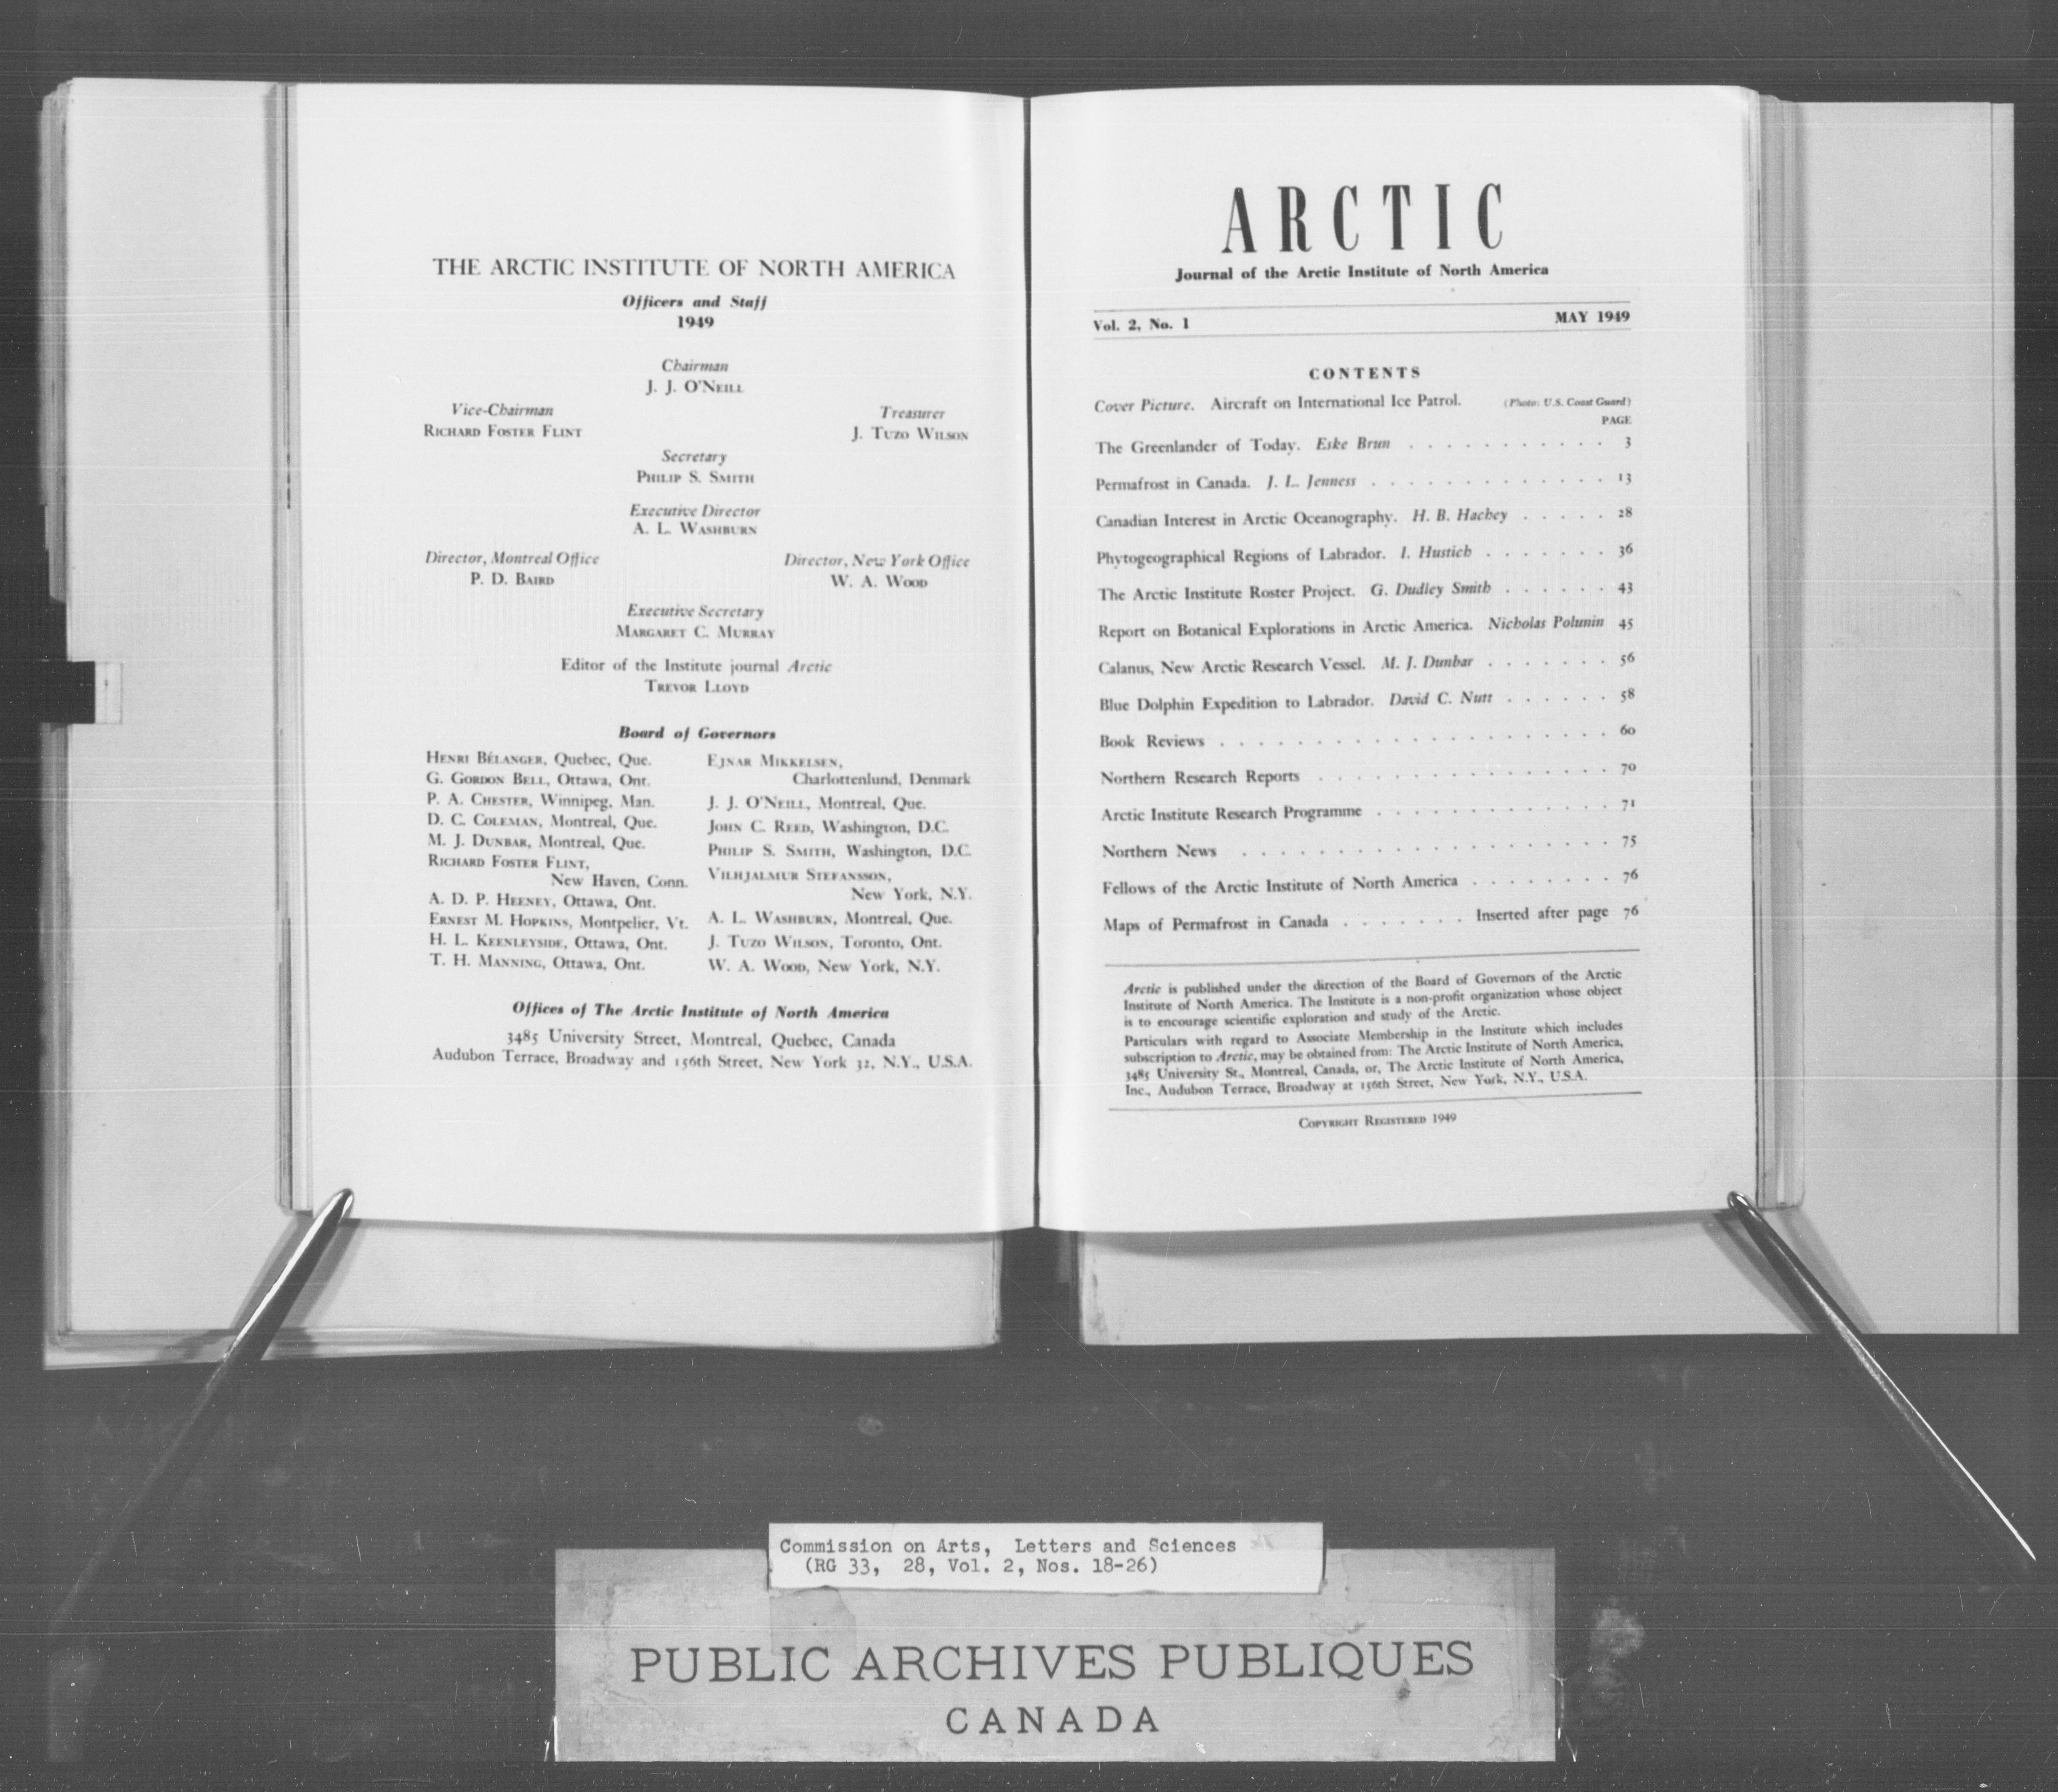 THE ARCTIC INSTITUTE OF NORTH AMERICA
Officers and Staff
1949
Chairman
J. J. O'NEILL
Vice-Chairman
RICHARD FOSTER FLINT
Treasurer
J. TUZO WILSON
Secretary
PHILIP S. SMITH
Executive Director
A. L. WASHBURN
Director, Montreal Office
P. D. BAIRD
Director, New York Office
W. A. WOOD
Executive Secretary
MARGARET C. MURRAY
Editor of the Institute journal Arctic
TREVOR LLOYD
Board of Governors
HENRI BÉLANGER, Quebec, Que.
G. GORDON BELL, Ottawa, Ont.
P. A. CHESTER, Winnipeg, Man.
D. C. COLEMAN, Montreal, Que.
M. J. DUNBAR, Montreal, Que.
RICHARD FOSTER FLINT,
New Haven, Conn.
A. D. P. HEENEY, Ottawa, Ont.
ERNEST M. HOPKINS, Montpelier, Vt.
H. L. KEENLEYSIDE, Ottawa, Ont.
T. H. MANNING, Ottawa, Ont.
EJNAR MIKKELSEN,
Charlottenlund, Denmark
J. J. O'NEILL, Montreal, Que.
JOHN C. REED, Washington, D.C.
PHILIP S. SMITH, Washington, D.C.
VILHJALMUR STEFANSSON,
New York, N.Y.
A. L. WASHBURN, Montreal, Que.
J. TUZO WILSON, Toronto, Ont.
W. A. WOOD, New York, N.Y.
Offices of The Arctic Institute of North America
3485 University Street, Montreal, Quebec, Canada
Audubon Terrace, Broadway and 156th Street, New York 32, N.Y., U.S.A.
ARCTIC
Journal of the Arctic Institute of North America
Vol. 2, No. 1 MAY 1949
CONTENTS
Cover Picture. Aircraft on International Ice Patrol. (Photo: U.S. Coast Guard)
PAGE
The Greenlander of Today. Eske Brun . . . . . . . . . . . 3
Permafrost in Canada. J. L. Jenness . . . . . . . . . . . . . 13
Canadian Interest in Arctic Oceanography. H. B. Hachey . . . . . 28
Phytogeographical Regions of Labrador. I. Hustich . . . . . . . 36
The Arctic Institute Roster Project. G. Dudley Smith . . . . . . 43
Report on Botanical Explorations in Arctic America. Nicholas Polunin 45
Calanus, New Arctic Research Vessel. M. J. Dunbar . . . . . . . 56
Blue Dolphin Expedition to Labrador. David C. Nutt . . . . . . 58
Book Reviews . . . . . . . . . . . . . . . . . . . . . 60
Northern Research Reports . . . . . . . . . . . . . . . . 70
Arctic Institute Research Programme . . . . . . . . . . . . . 71
Northern News . . . . . . . . . . . . . . . . . . . 75
Fellows of the Arctic Institute of North America . . . . . . . . 76
Maps of Permafrost in Canada . . . . . . . Inserted after page 76
Arctic is published under the direction of the Board of Governors of the Arctic
Institute of North America. The Institute is a non-profit organization whose object
is to encourage scientific exploration and study of the Arctic.
Particulars with regard to Associate Membership in the Institute which includes
subscription to Arctic, may be obtained from: The Arctic Institute of North America,
3485 University St., Montreal, Canada, or, The Arctic Institute of North America,
Inc., Audubon Terrace, Broadway at 156th Street, New York, N.Y., U.S.A.
COPYRIGHT REGISTERED 1949
Commission on Arts, Letters and Sciences
(RG 33, 28, Vol. 2, Nos. 18-26)
PUBLIC ARCHIVES PUBLIQUES
CANADA